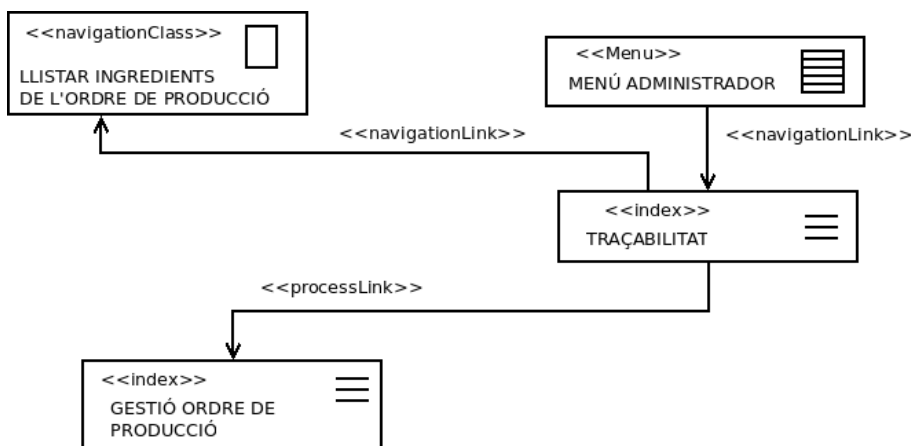 <<navigationClass>>
LLISTAR INGREDIENTS
DE L'ORDRE DE PRODUCCIÓ
<<Menu>>
MENÚ ADMINISTRADOR
<<navigationLink>>
<<navigationLink>>
<<index>>
TRAÇABILITAT
<<processLink>>
<<index>>
GESTIÓ ORDRE DE
PRODUCCIÓ